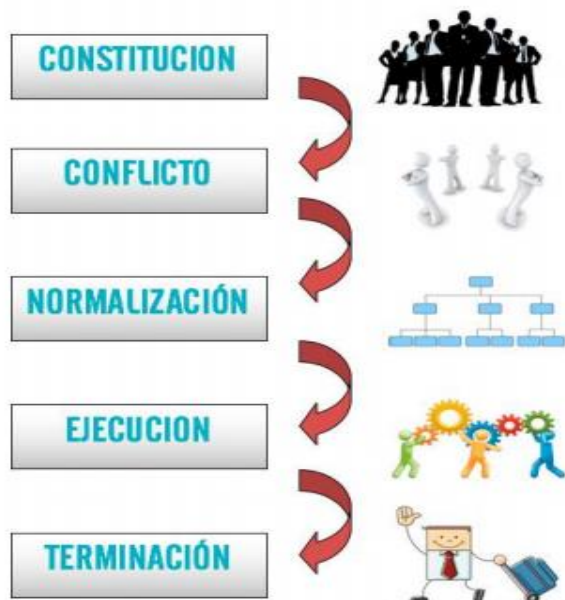 CONSTITUCION
CONFLICTO
NORMALIZACIÓN
EJECUCION
TERMINACIÓN